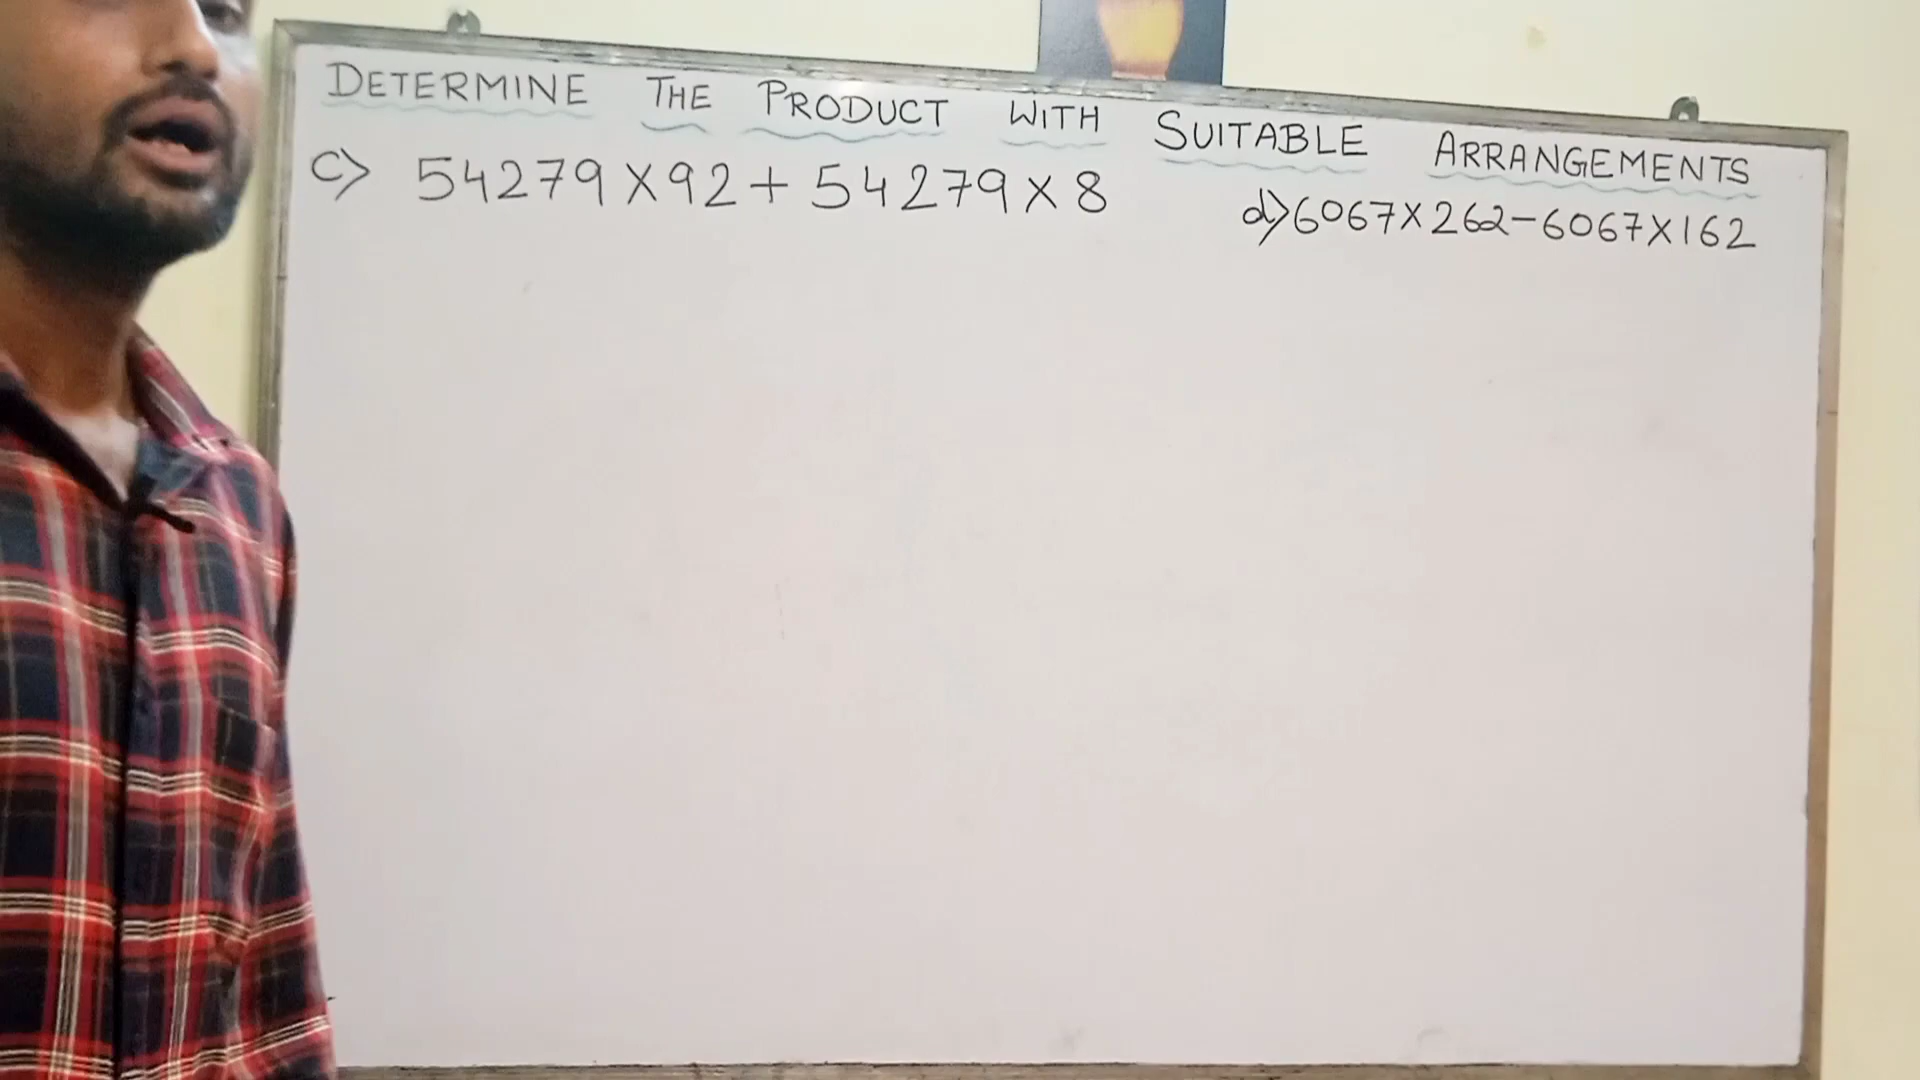 DETERMINE THE PRODUCT WITH SUITABLE ARRANGEMENTS
c> 54279 X 92 + 54279 X 8
d> 6067 X 262 - 6067 X 162